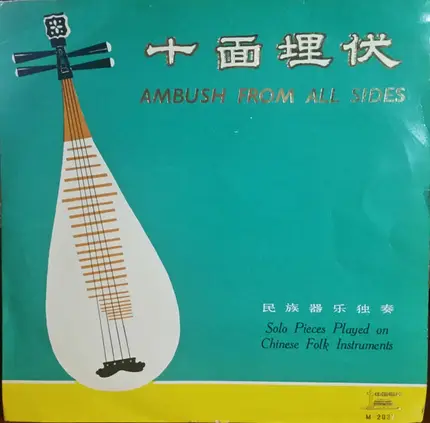 十面埋伏
AMBUSH FROM ALL SIDES
民族器乐独奏
Solo Pieces Played on
Chinese Folk Instruments